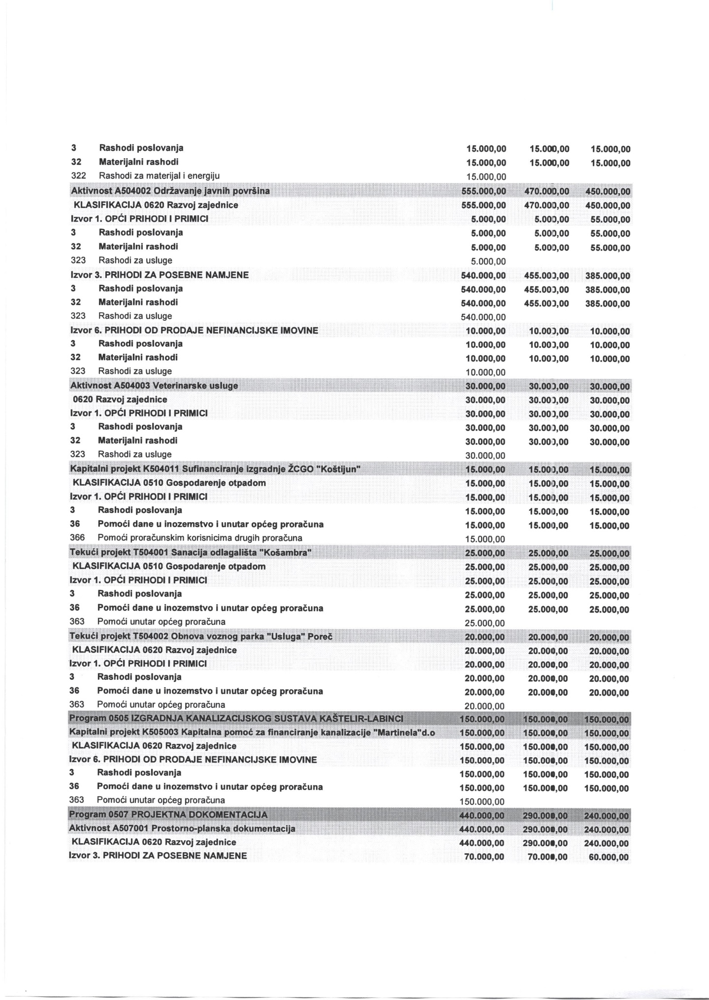 3 Rashodi poslovanja 15.000,00 15.000,00 15.000,00
32 Materijalni rashodi 15.000,00 15.000,00 15.000,00
322 Rashodi za materijal i energiju 15.000,00
Aktivnost A504002 Održavanje javnih površina 555.000,00 470.000,00 450.000,00
KLASIFIKACIJA 0620 Razvoj zajednice 555.000,00 470.000,00 450.000,00
Izvor 1. OPĆI PRIHODI I PRIMICI 5.000,00 5.000,00 55.000,00
3 Rashodi poslovanja 5.000,00 5.000,00 55.000,00
32 Materijalni rashodi 5.000,00 5.000,00 55.000,00
323 Rashodi za usluge 5.000,00
Izvor 3. PRIHODI ZA POSEBNE NAMJENE 540.000,00 455.000,00 385.000,00
3 Rashodi poslovanja 540.000,00 455.000,00 385.000,00
32 Materijalni rashodi 540.000,00 455.000,00 385.000,00
323 Rashodi za usluge 540.000,00
Izvor 6. PRIHODI OD PRODAJE NEFINANCIJSKE IMOVINE 10.000,00 10.000,00 10.000,00
3 Rashodi poslovanja 10.000,00 10.000,00 10.000,00
32 Materijalni rashodi 10.000,00 10.000,00 10.000,00
323 Rashodi za usluge 10.000,00
Aktivnost A504003 Veterinarske usluge 30.000,00 30.000,00 30.000,00
0620 Razvoj zajednice 30.000,00 30.000,00 30.000,00
Izvor 1. OPĆI PRIHODI I PRIMICI 30.000,00 30.000,00 30.000,00
3 Rashodi poslovanja 30.000,00 30.000,00 30.000,00
32 Materijalni rashodi 30.000,00 30.000,00 30.000,00
323 Rashodi za usluge 30.000,00
Kapitalni projekt K504011 Sufinanciranje izgradnje ŽCGO "Koštijun" 15.000,00 15.000,00 15.000,00
KLASIFIKACIJA 0510 Gospodarenje otpadom 15.000,00 15.000,00 15.000,00
Izvor 1. OPĆI PRIHODI I PRIMICI 15.000,00 15.000,00 15.000,00
3 Rashodi poslovanja 15.000,00 15.000,00 15.000,00
36 Pomoći dane u inozemstvo i unutar općeg proračuna 15.000,00 15.000,00 15.000,00
366 Pomoći proračunskim korisnicima drugih proračuna 15.000,00
Tekući projekt T504001 Sanacija odlagališta "Košambra" 25.000,00 25.000,00 25.000,00
KLASIFIKACIJA 0510 Gospodarenje otpadom 25.000,00 25.000,00 25.000,00
Izvor 1. OPĆI PRIHODI I PRIMICI 25.000,00 25.000,00 25.000,00
3 Rashodi poslovanja 25.000,00 25.000,00 25.000,00
36 Pomoći dane u inozemstvo i unutar općeg proračuna 25.000,00 25.000,00 25.000,00
363 Pomoći unutar općeg proračuna 25.000,00
Tekući projekt T504002 Obnova voznog parka "Usluga" Poreč 20.000,00 20.000,00 20.000,00
KLASIFIKACIJA 0620 Razvoj zajednice 20.000,00 20.000,00 20.000,00
Izvor 1. OPĆI PRIHODI I PRIMICI 20.000,00 20.000,00 20.000,00
3 Rashodi poslovanja 20.000,00 20.000,00 20.000,00
36 Pomoći dane u inozemstvo i unutar općeg proračuna 20.000,00 20.000,00 20.000,00
363 Pomoći unutar općeg proračuna 20.000,00
Program 0505 IZGRADNJA KANALIZACIJSKOG SUSTAVA KAŠTELIR-LABINCI 150.000,00 150.000,00 150.000,00
Kapitalni projekt K505003 Kapitalna pomoć za financiranje kanalizacije "Martinela"d.o 150.000,00 150.000,00 150.000,00
KLASIFIKACIJA 0620 Razvoj zajednice 150.000,00 150.000,00 150.000,00
Izvor 6. PRIHODI OD PRODAJE NEFINANCIJSKE IMOVINE 150.000,00 150.000,00 150.000,00
3 Rashodi poslovanja 150.000,00 150.000,00 150.000,00
36 Pomoći dane u inozemstvo i unutar općeg proračuna 150.000,00 150.000,00 150.000,00
363 Pomoći unutar općeg proračuna 150.000,00
Program 0507 PROJEKTNA DOKOMENTACIJA 440.000,00 290.000,00 240.000,00
Aktivnost A507001 Prostorno-planska dokumentacija 440.000,00 290.000,00 240.000,00
KLASIFIKACIJA 0620 Razvoj zajednice 440.000,00 290.000,00 240.000,00
Izvor 3. PRIHODI ZA POSEBNE NAMJENE 70.000,00 70.000,00 60.000,00